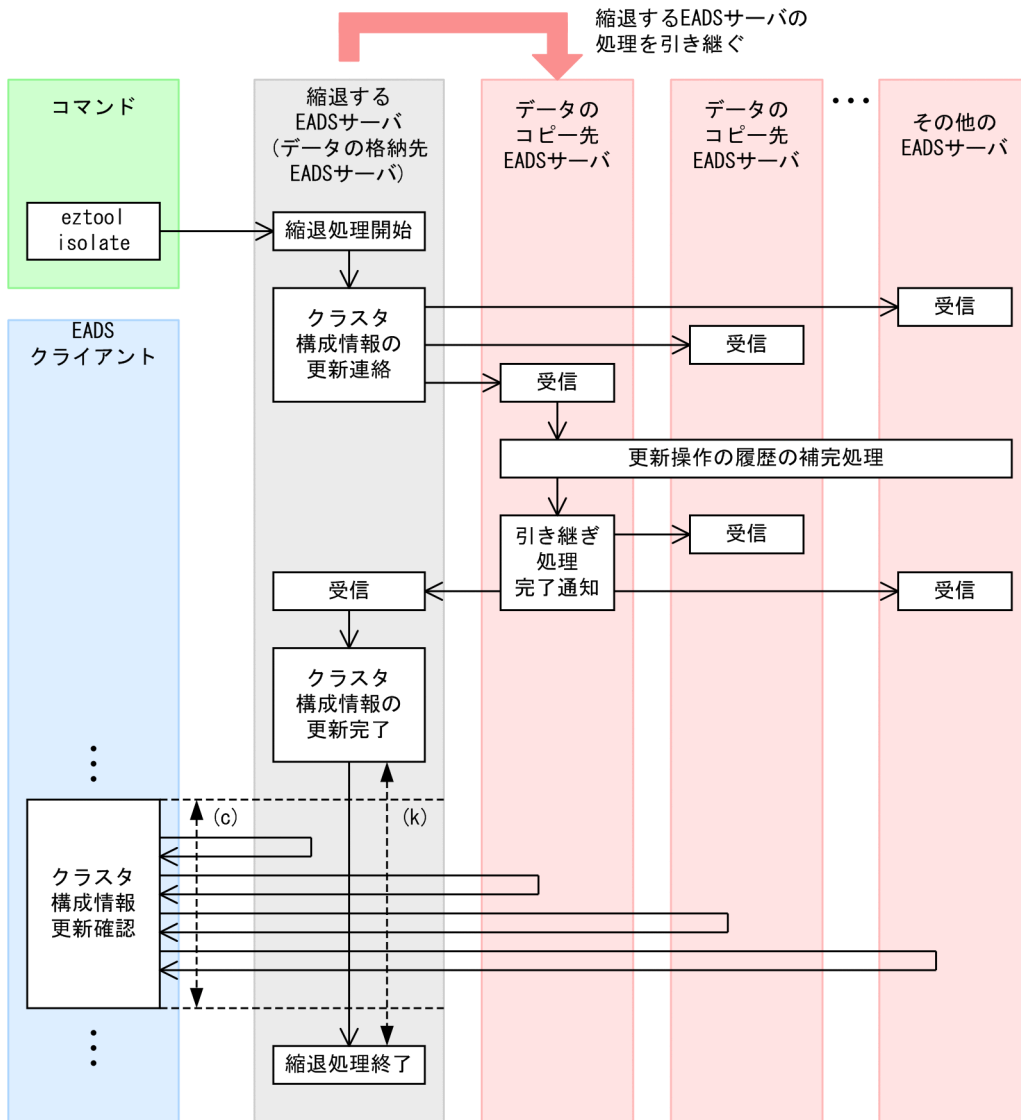 縮退するEADSサーバの
処理を引き継ぐ
コマンド
縮退する
EADSサーバ
(データの格納先
EADSサーバ)
データの
コピー先
EADSサーバ
データの
コピー先
EADSサーバ
•••
その他の
EADSサーバ
eztool
isolate
縮退処理開始
EADS
クライアント
クラスタ
構成情報の
更新連絡
受信
受信
受信
更新操作の履歴の補完処理
引き継ぎ
処理
完了通知
受信
受信
受信
クラスタ
構成情報の
更新完了
(c)
(k)
クラスタ
構成情報
更新確認
縮退処理終了